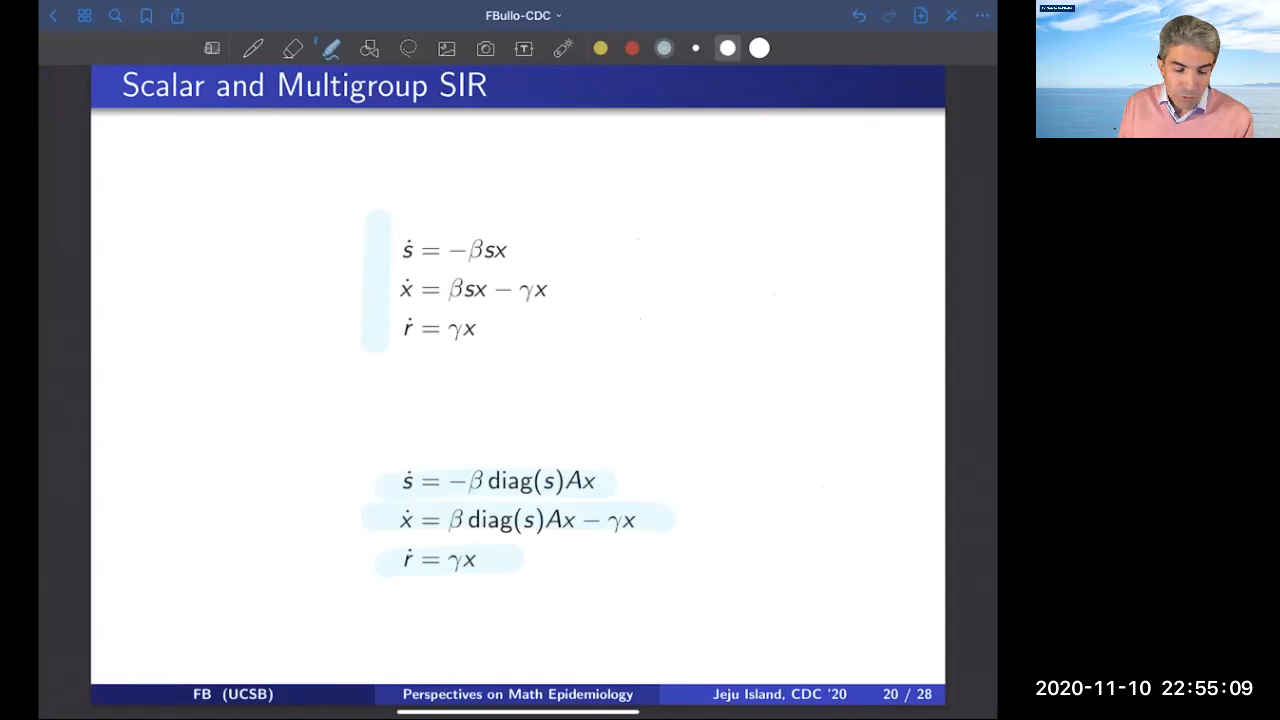 FBullo-CDC
Scalar and Multigroup SIR
ṡ = −βsx
ẋ = βsx − γx
ṙ = γx
ṡ = −β diag(s)Ax
ẋ = β diag(s)Ax − γx
ṙ = γx
FB (UCSB) Perspectives on Math Epidemiology Jeju Island, CDC '20 20 / 28
2020-11-10 22:55:09